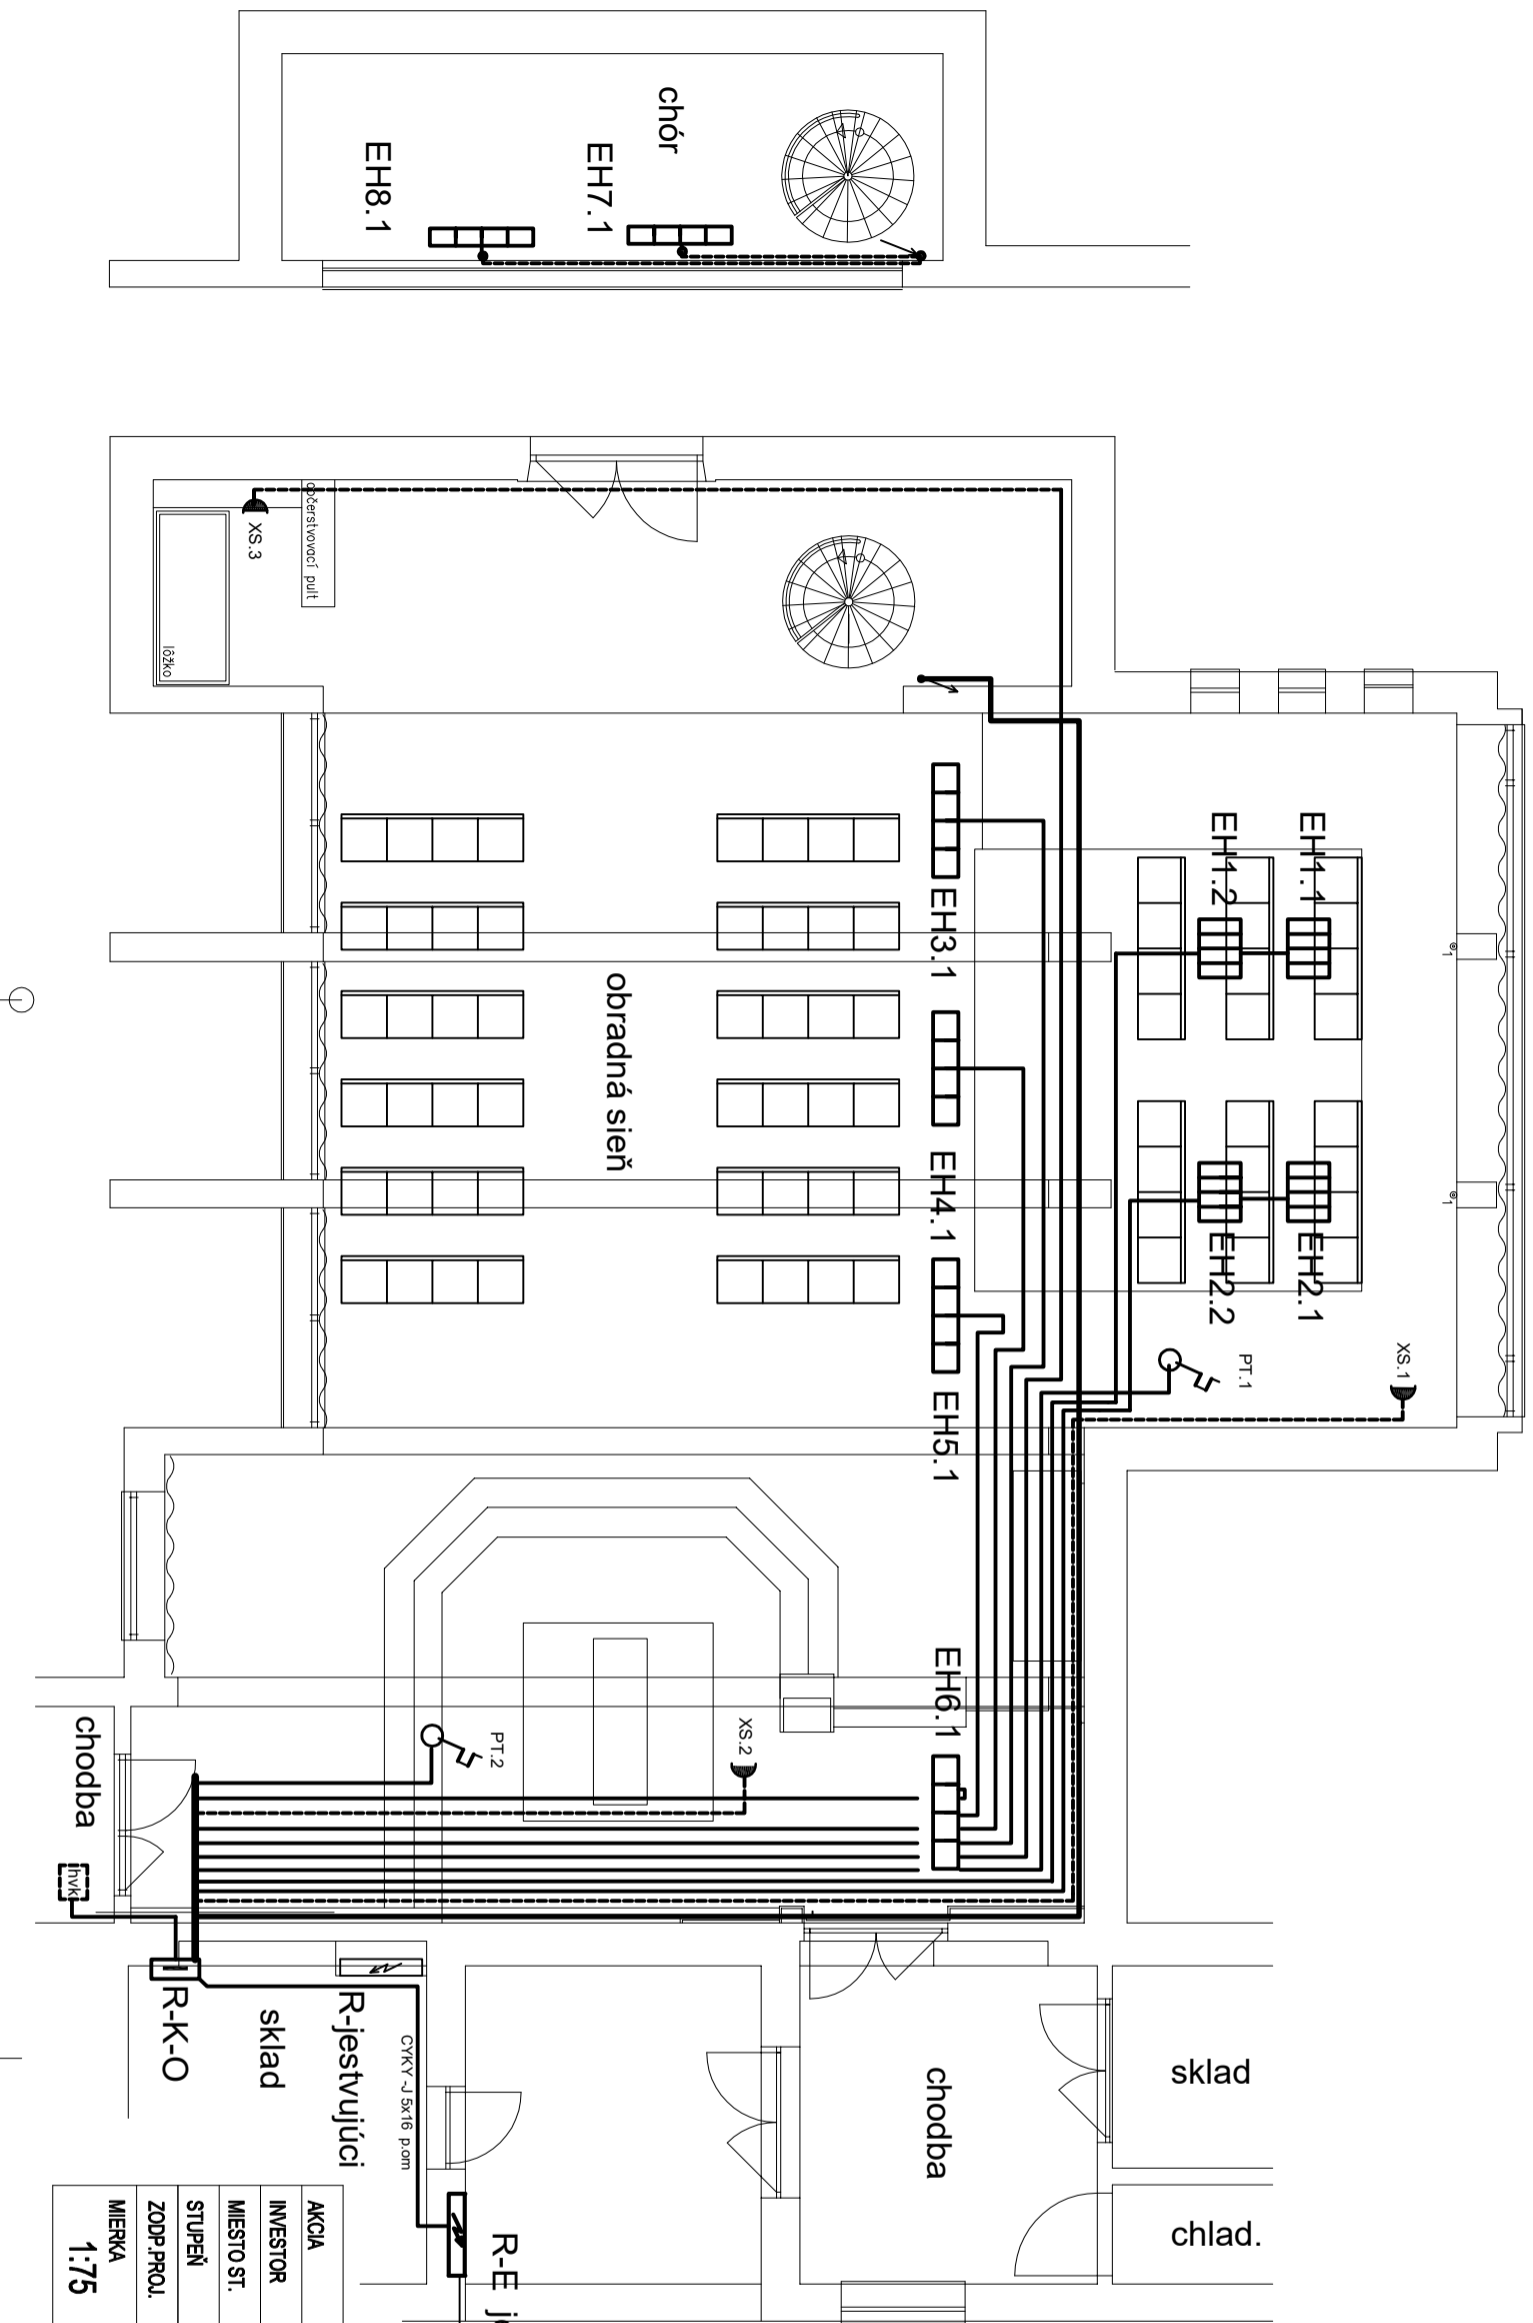 chór
EH7.1
EH8.1
XS.3
občerstvovací pult
lôžko
EH1.1
EH1.2
EH2.1
EH2.2
EH3.1
EH4.1
EH5.1
EH6.1
obradná sieň
1
1
XS.1
PT.1
XS.2
PT.2
chodba
hvk
R-K-O
sklad
R-jestvujúci
CYKY-J 5x16 p.om
chodba
sklad
chlad.
R-E
AKCIA
INVESTOR
MIESTO ST.
STUPEŇ
ZODP.PROJ.
MIERKA
1:75